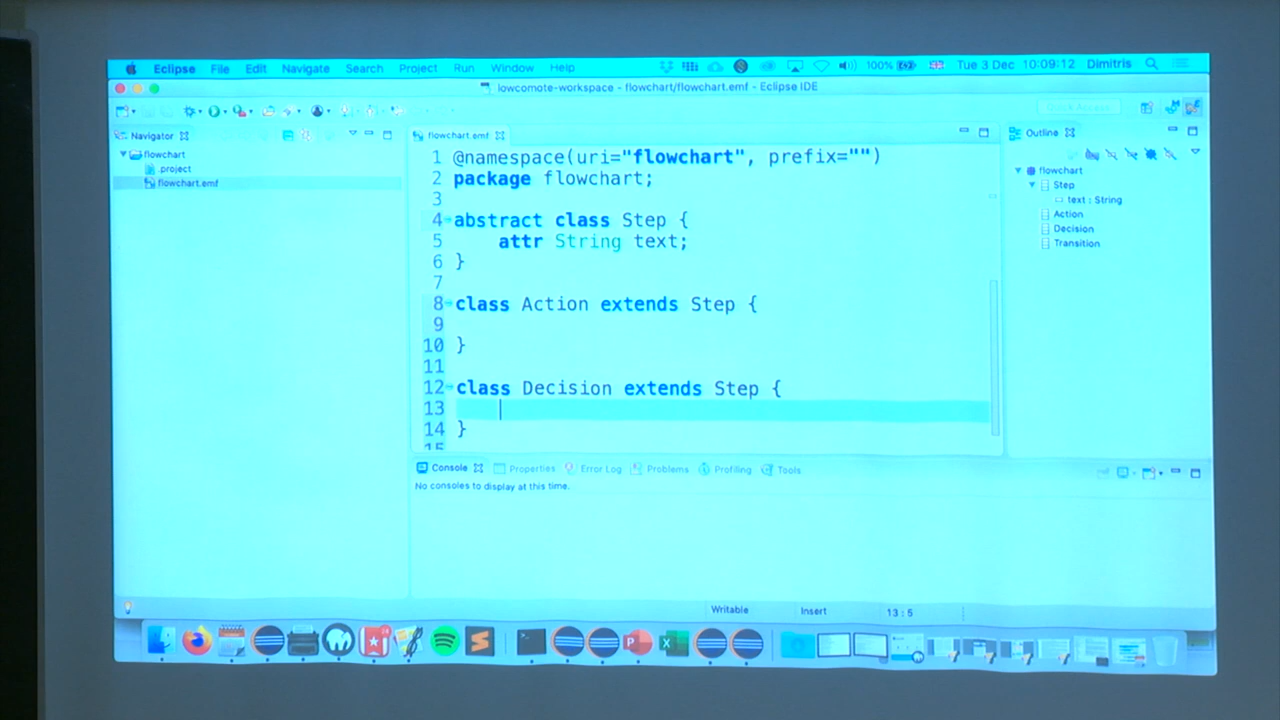 Eclipse File Edit Navigate Search Project Run Window Help 100% Tue 3 Dec 10:09:12 Dimitris
lowcomote-workspace - flowchart/flowchart.emf - Eclipse IDE
Quick Access
Navigator
flowchart
.project
flowchart.emf
flowchart.emf
1 @namespace(uri="flowchart", prefix="")
2 package flowchart;
3
4 abstract class Step {
5 attr String text;
6 }
7
8 class Action extends Step {
9
10 }
11
12 class Decision extends Step {
13
14 }
15
Outline
flowchart
Step
text : String
Action
Decision
Transition
Console Properties Error Log Problems Profiling Tools
No consoles to display at this time.
Writable Insert 13 : 5